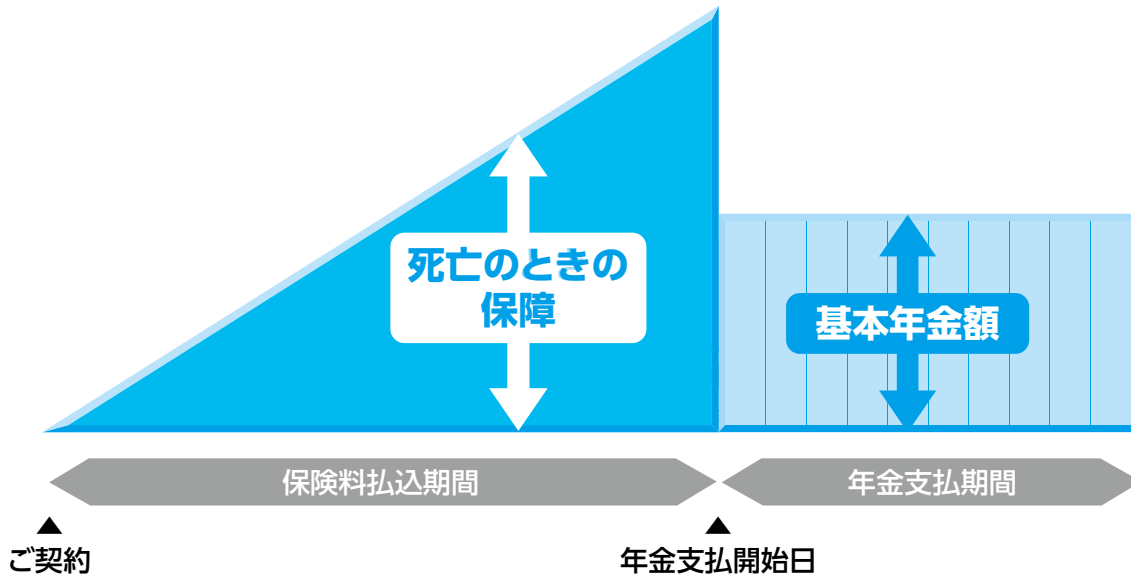 死亡のときの
保障
基本年金額
保険料払込期間
年金支払期間
ご契約
年金支払開始日